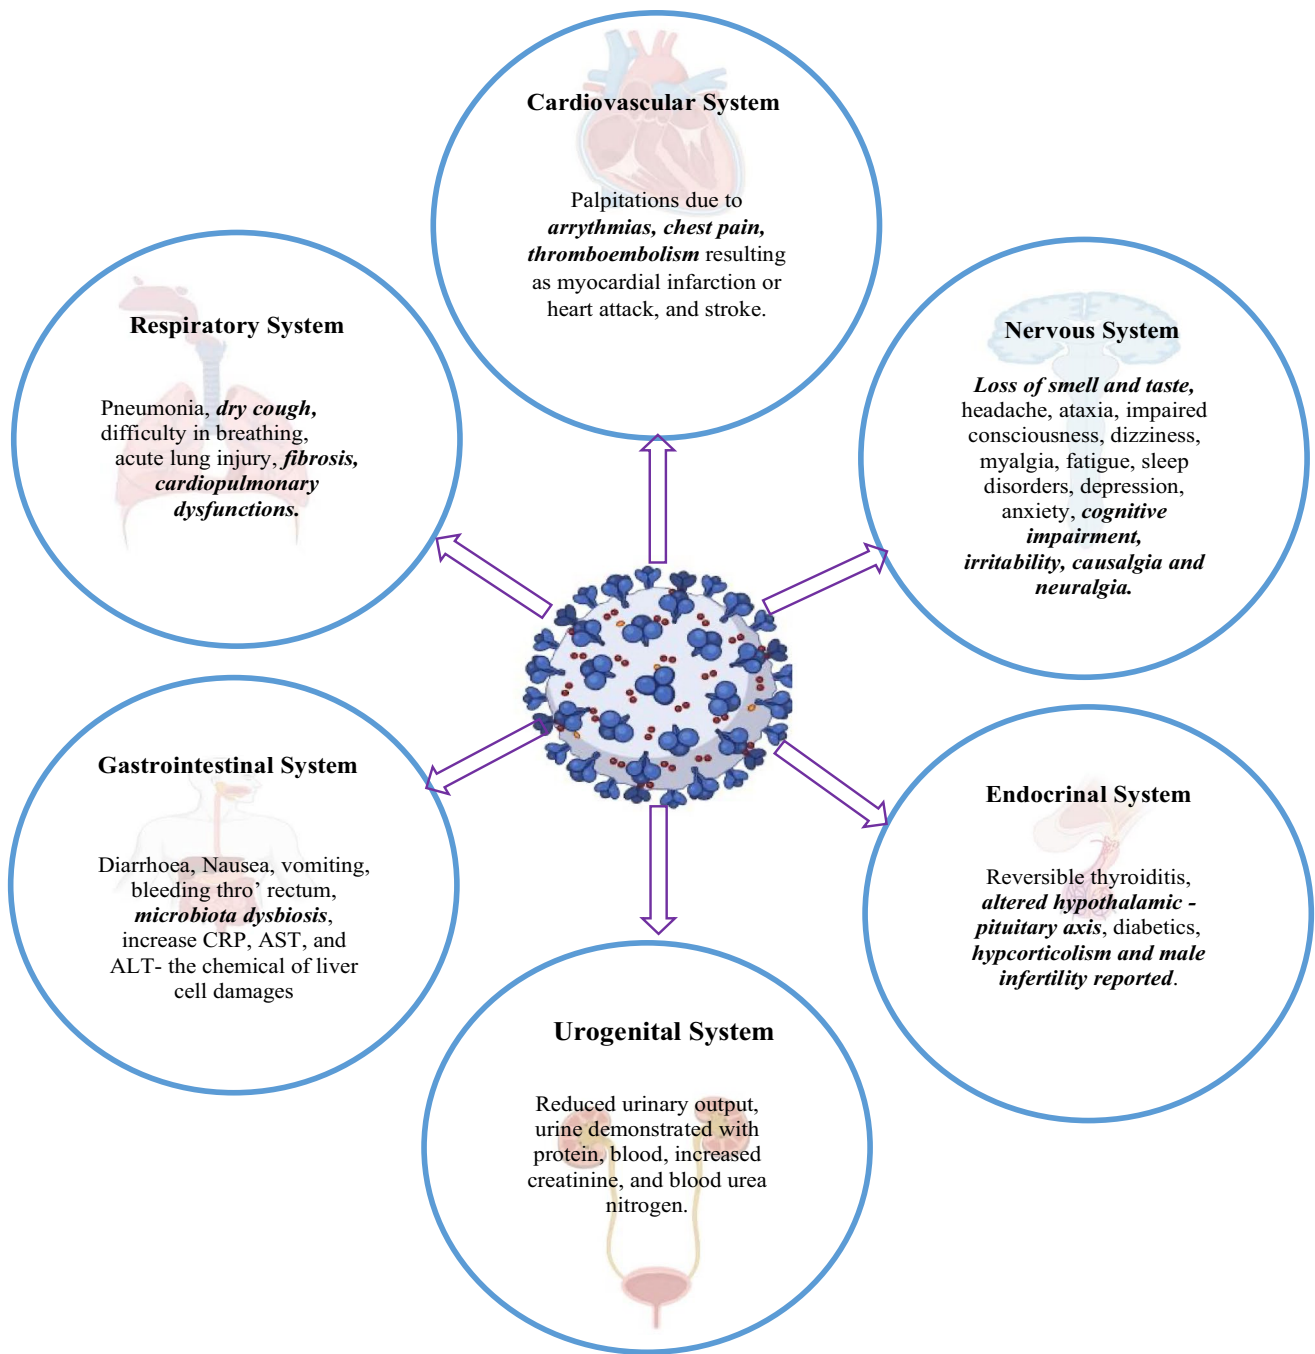 Cardiovascular System
Palpitations due to
arrythmias, chest pain,
thromboembolism resulting
as myocardial infarction or
heart attack, and stroke.
Respiratory System
Pneumonia, dry cough,
difficulty in breathing,
acute lung injury, fibrosis,
cardiopulmonary
dysfunctions.
Nervous System
Loss of smell and taste,
headache, ataxia, impaired
consciousness, dizziness,
myalgia, fatigue, sleep
disorders, depression,
anxiety, cognitive
impairment,
irritability, causalgia and
neuralgia.
Gastrointestinal System
Diarrhoea, Nausea, vomiting,
bleeding thro’ rectum,
microbiota dysbiosis,
increase CRP, AST, and
ALT- the chemical of liver
cell damages
Endocrinal System
Reversible thyroiditis,
altered hypothalamic -
pituitary axis, diabetics,
hypcorticolism and male
infertility reported.
Urogenital System
Reduced urinary output,
urine demonstrated with
protein, blood, increased
creatinine, and blood urea
nitrogen.